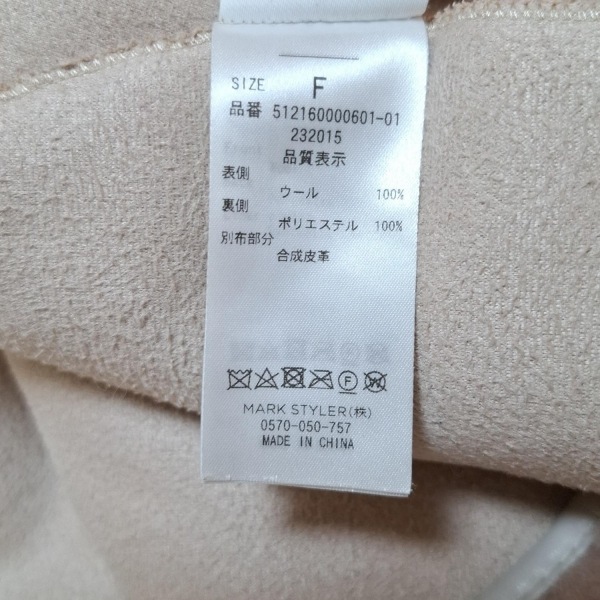 SIZE F
品番 512160000601-01
232015
品質表示
表側 ウール 100%
裏側 ポリエステル 100%
別布部分 合成皮革
F W
MARK STYLER(株)
0570-050-757
MADE IN CHINA